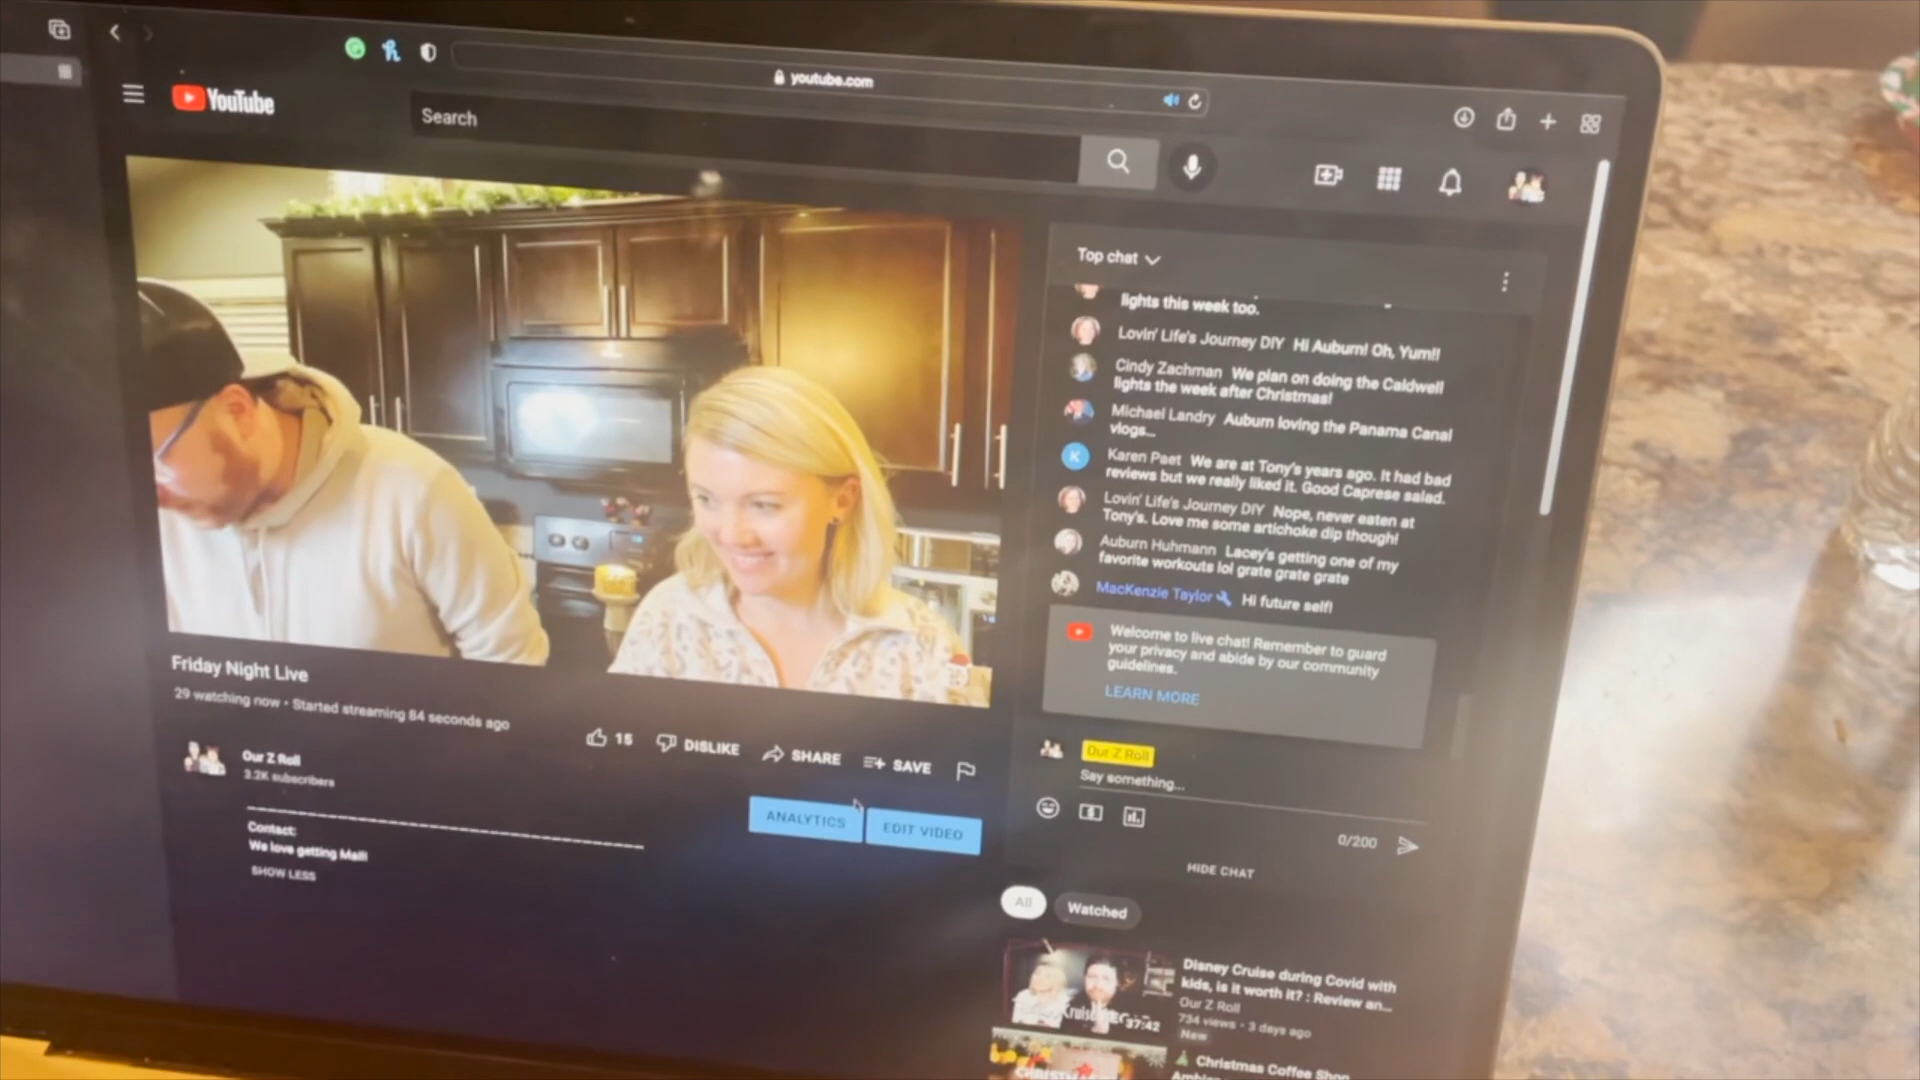 youtube.com
YouTube
Search
Top chat
lights this week too.
Lovin' Life's Journey DIY Hi Auburn! Oh, Yum!!
Cindy Zachman We plan on doing the Caldwell
lights the week after Christmas!
Michael Landry Auburn loving the Panama Canal
vlogs...
K
Karen Paet We are at Tony's years ago. It had bad
reviews but we really liked it. Good Caprese salad.
Lovin' Life's Journey DIY Nope, never eaten at
Tony's. Love me some artichoke dip though!
Auburn Huhmann Lacey's getting one of my
favorite workouts lol grate grate grate
MacKenzie Taylor Hi future self!
Welcome to live chat! Remember to guard
your privacy and abide by our community
guidelines.
LEARN MORE
Our Z Roll
Say something...
0/200
HIDE CHAT
Friday Night Live
29 watching now • Started streaming 84 seconds ago
15 DISLIKE SHARE SAVE
Our Z Roll
3.2K subscribers
ANALYTICS
EDIT VIDEO
Contact:
We love getting Mail!
SHOW LESS
All
Watched
37:42
Disney Cruise during Covid with
kids, is it worth it? : Review an...
Our Z Roll
734 views • 3 days ago
New
Christmas Coffee Shop